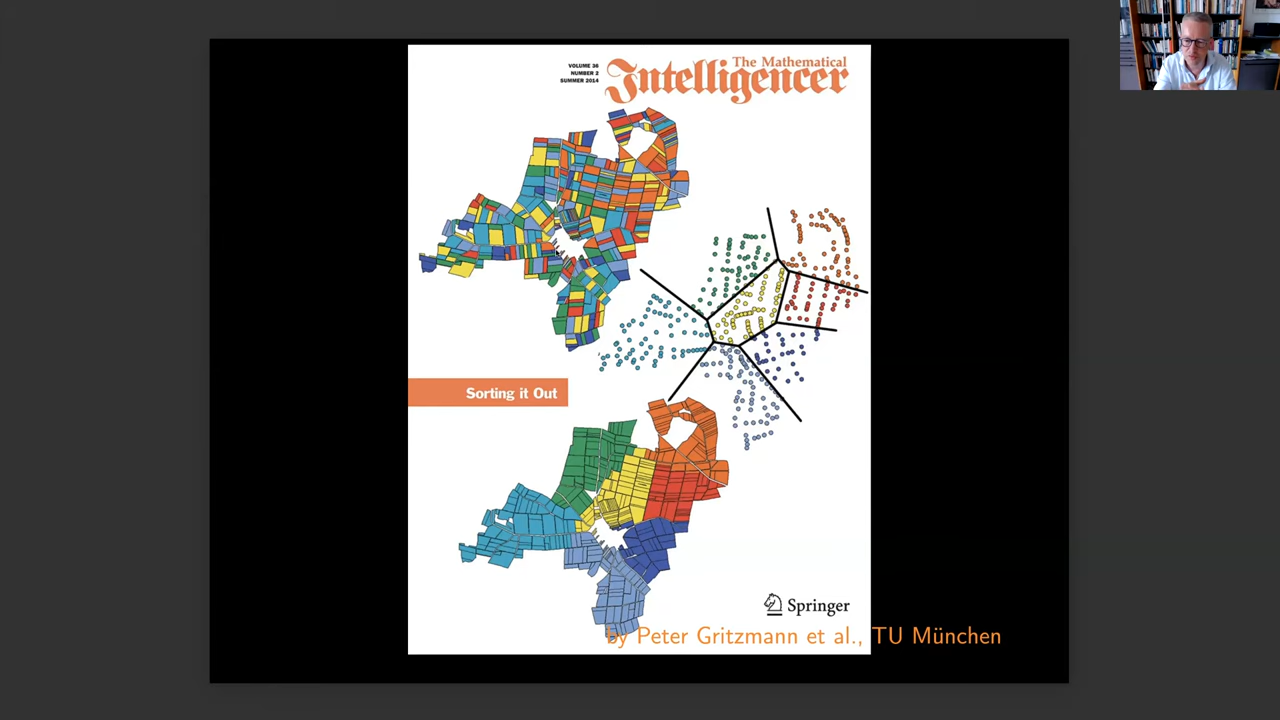 VOLUME 36
NUMBER 2
SUMMER 2014
The Mathematical
Intelligencer
Sorting it Out
Springer
by Peter Gritzmann et al., TU München